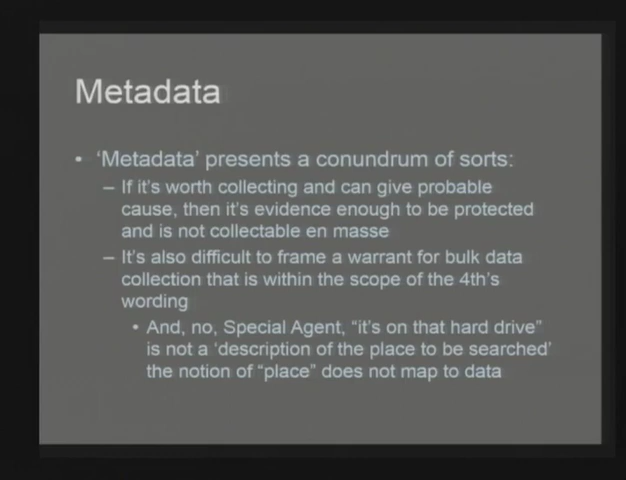 Metadata
• ‘Metadata’ presents a conundrum of sorts:
– If it’s worth collecting and can give probable
cause, then it’s evidence enough to be protected
and is not collectable en masse
– It’s also difficult to frame a warrant for bulk data
collection that is within the scope of the 4th’s
wording
• And, no, Special Agent, “it’s on that hard drive”
is not a ‘description of the place to be searched’
the notion of “place” does not map to data